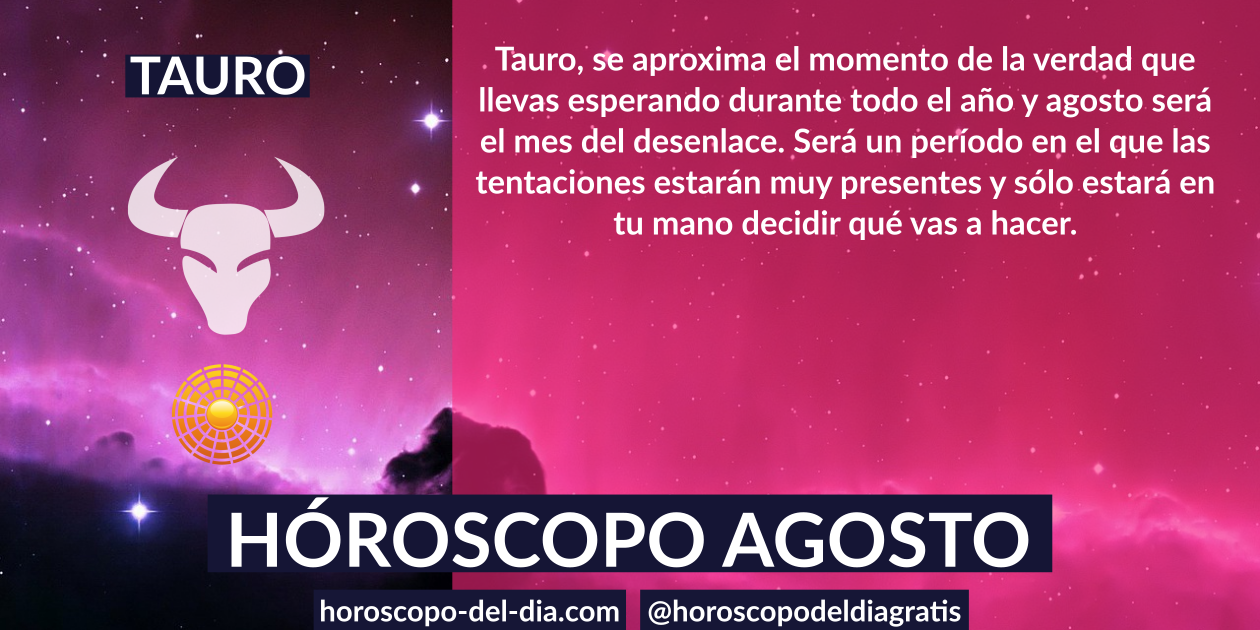 TAURO
Tauro, se aproxima el momento de la verdad que
llevas esperando durante todo el año y agosto será
el mes del desenlace. Será un período en el que las
tentaciones estarán muy presentes y sólo estará en
tu mano decidir qué vas a hacer.
HÓROSCOPO AGOSTO
horoscopo-del-dia.com
@horoscopodeldiagratis